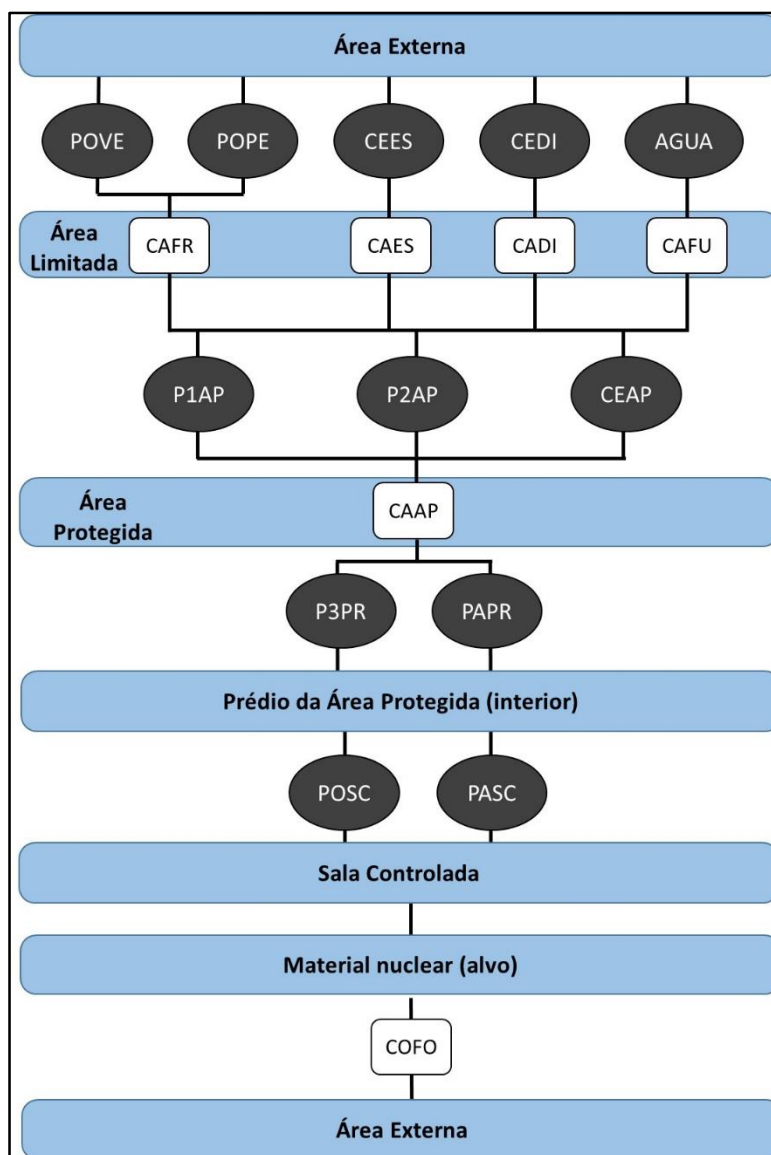 Área Externa
POVE
POPE
CEES
CEDI
AGUA
Área
Limitada
CAFR
CAES
CADI
CAFU
P1AP
P2AP
CEAP
Área
Protegida
CAAP
P3PR
PAPR
Prédio da Área Protegida (interior)
POSC
PASC
Sala Controlada
Material nuclear (alvo)
COFO
Área Externa